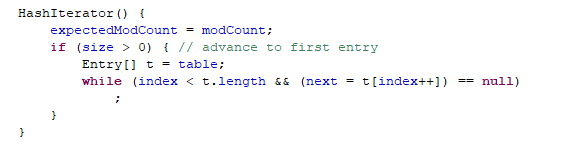 HashIterator() {
    expectedModCount = modCount;
    if (size > 0) { // advance to first entry
        Entry[] t = table;
        while (index < t.length && (next = t[index++]) == null)
            ;
    }
}